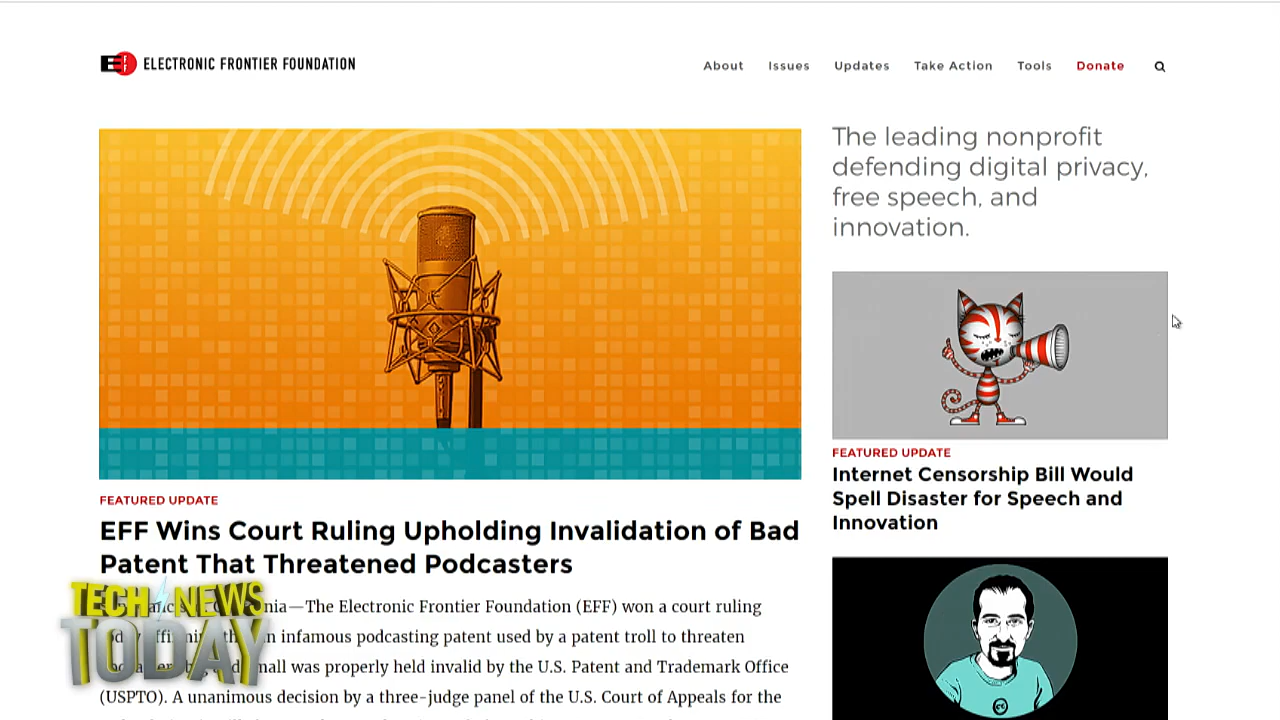 ELECTRONIC FRONTIER FOUNDATION
About Issues Updates Take Action Tools Donate
The leading nonprofit
defending digital privacy,
free speech, and
innovation.
FEATURED UPDATE
Internet Censorship Bill Would
Spell Disaster for Speech and
Innovation
FEATURED UPDATE
EFF Wins Court Ruling Upholding Invalidation of Bad
Patent That Threatened Podcasters
—The Electronic Frontier Foundation (EFF) won a court ruling
infamous podcasting patent used by a patent troll to threaten
was properly held invalid by the U.S. Patent and Trademark Office
(USPTO). A unanimous decision by a three-judge panel of the U.S. Court of Appeals for the
TECH NEWS
TODAY